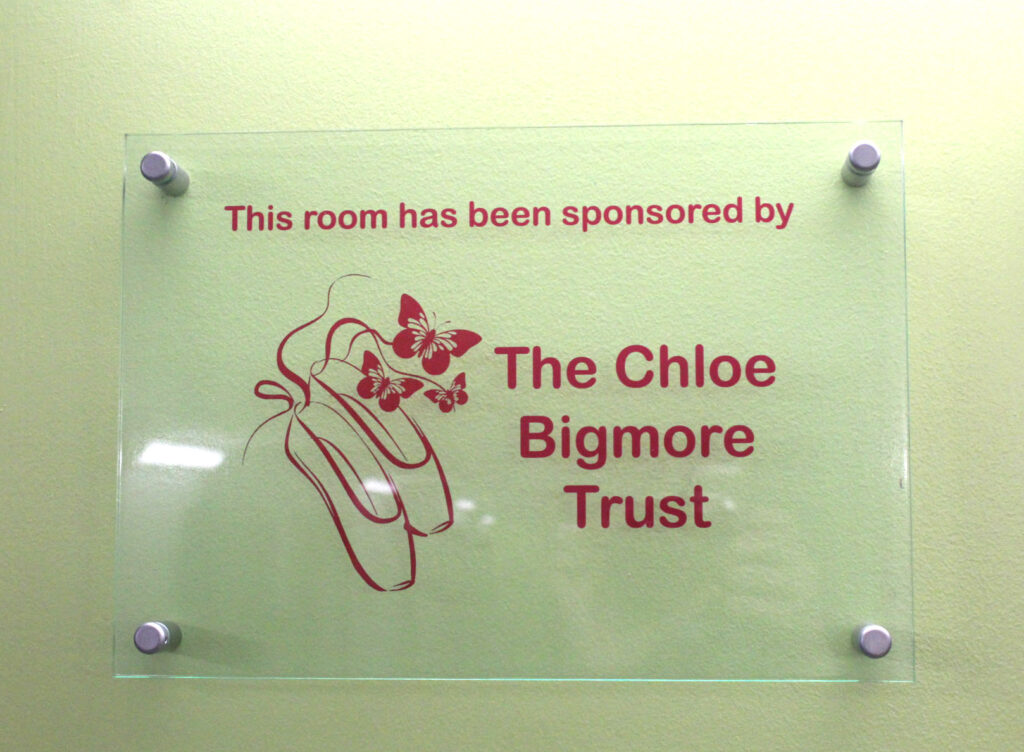 This room has been sponsored by
The Chloe
Bigmore
Trust